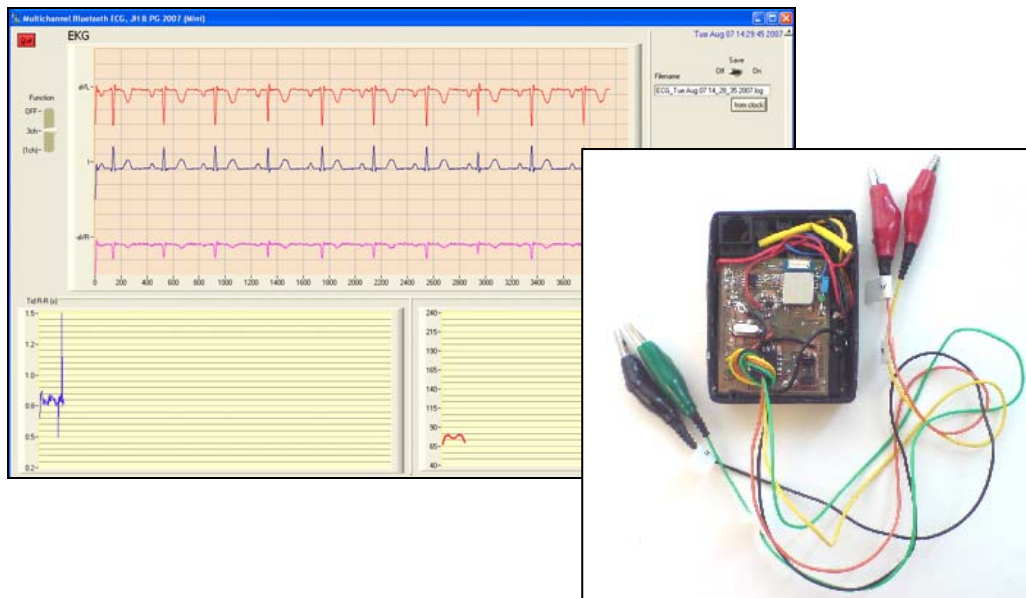 Multichannel Bluetooth ECG, JH & PG 2007 (Mini)
Quit
EKG
Tue Aug 07 14:29:45 2007
Save
Off
On
Filename
ECG_Tue Aug 07 14_28_35 2007.log
from clock
Function
OFF-
3ch-
(1ch)-
aVL-
I-
aVR-
0 200 400 600 800 1000 1200 1400 1600 1800 2000 2200 2400 2600 2800 3000 3200 3400 3600
Tid R-R (s)
1.5-
1.2-
1.0-
0.8-
0.5-
0.2-
240-
215-
190-
165-
140-
115-
90-
65-
40-